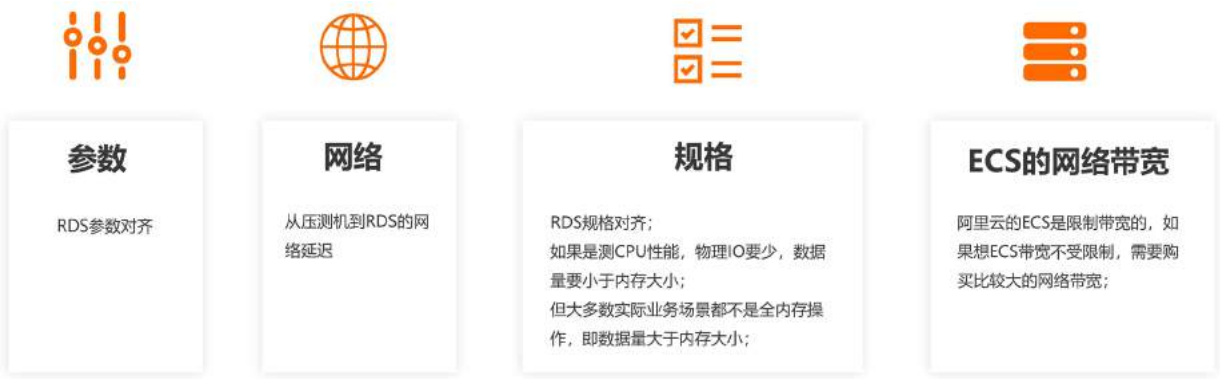 参数
RDS参数对齐
网络
从压测机到RDS的网
络延迟
规格
RDS规格对齐;
如果是测CPU性能，物理IO要少，数据
量要小于内存大小;
但大多数实际业务场景都不是全内存操
作，即数据量大于内存大小;
ECS的网络带宽
阿里云的ECS是限制带宽的，如
果想ECS带宽不受限制，需要购
买比较大的网络带宽;